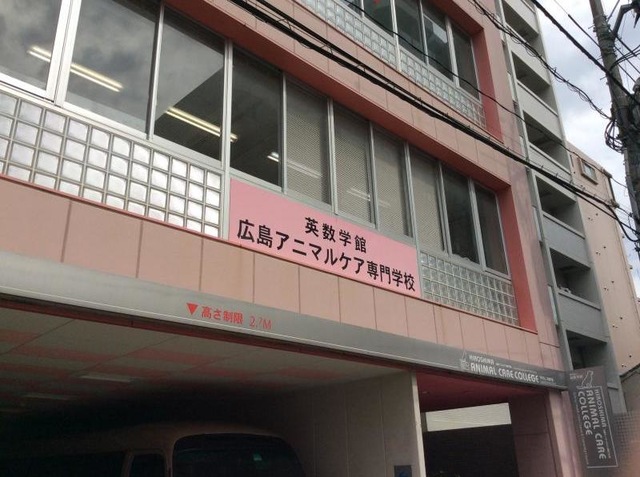 英数学館
広島アニマルケア専門学校
▼高さ制限 2.7M
HIROSHIMA
ANIMAL CARE COLLEGE
HIROSHIMA
ANIMAL CARE
COLLEGE